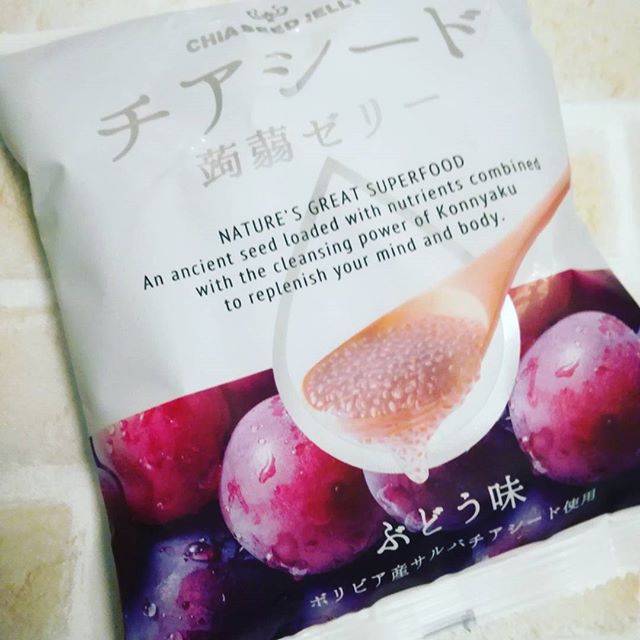 CHIA SEED JELLY
チアシード
蒟蒻ゼリー
NATURE'S GREAT SUPERFOOD
An ancient seed loaded with nutrients combined
with the cleansing power of Konnyaku
to replenish your mind and body.
ぶどう味
ボリビア産サルバチアシード使用